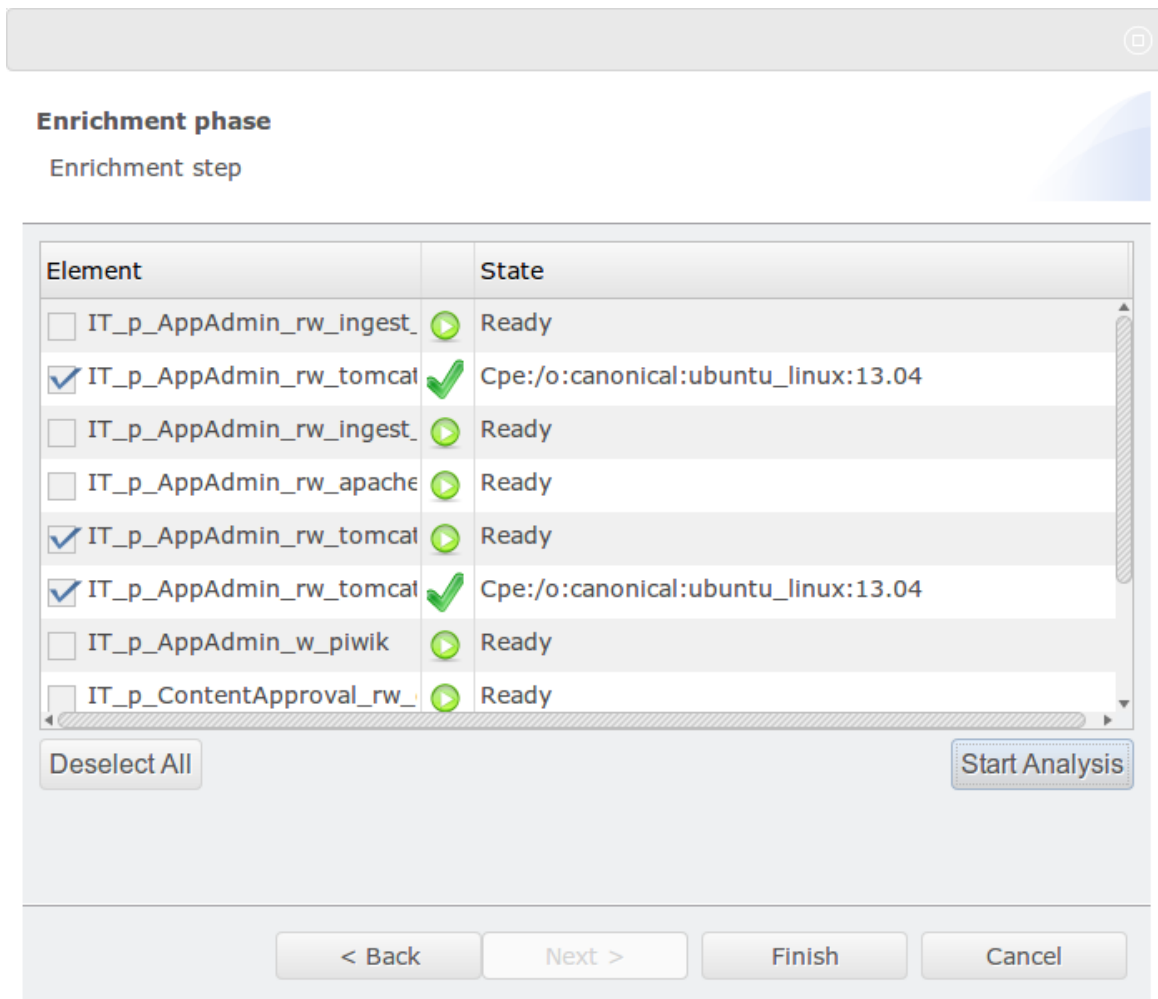 Enrichment phase
Enrichment step
Element State
IT_p_AppAdmin_rw_ingest_ Ready
IT_p_AppAdmin_rw_tomcat Cpe:/o:canonical:ubuntu_linux:13.04
IT_p_AppAdmin_rw_ingest_ Ready
IT_p_AppAdmin_rw_apache Ready
IT_p_AppAdmin_rw_tomcat Ready
IT_p_AppAdmin_rw_tomcat Cpe:/o:canonical:ubuntu_linux:13.04
IT_p_AppAdmin_w_piwik Ready
IT_p_ContentApproval_rw_ Ready
Deselect All Start Analysis
< Back Next > Finish Cancel